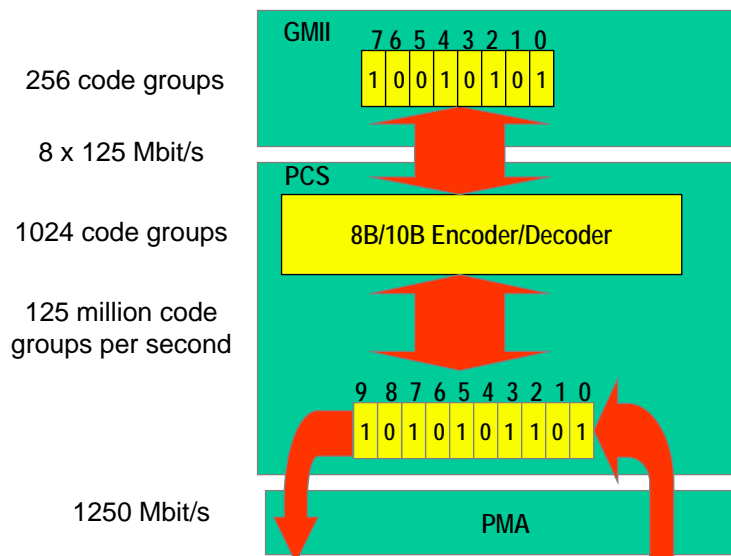 GMII
7 6 5 4 3 2 1 0
1 0 0 1 0 1 0 1
256 code groups
8 x 125 Mbit/s
PCS
1024 code groups
8B/10B Encoder/Decoder
125 million code
groups per second
9 8 7 6 5 4 3 2 1 0
1 0 1 0 1 0 1 1 0 1
1250 Mbit/s
PMA